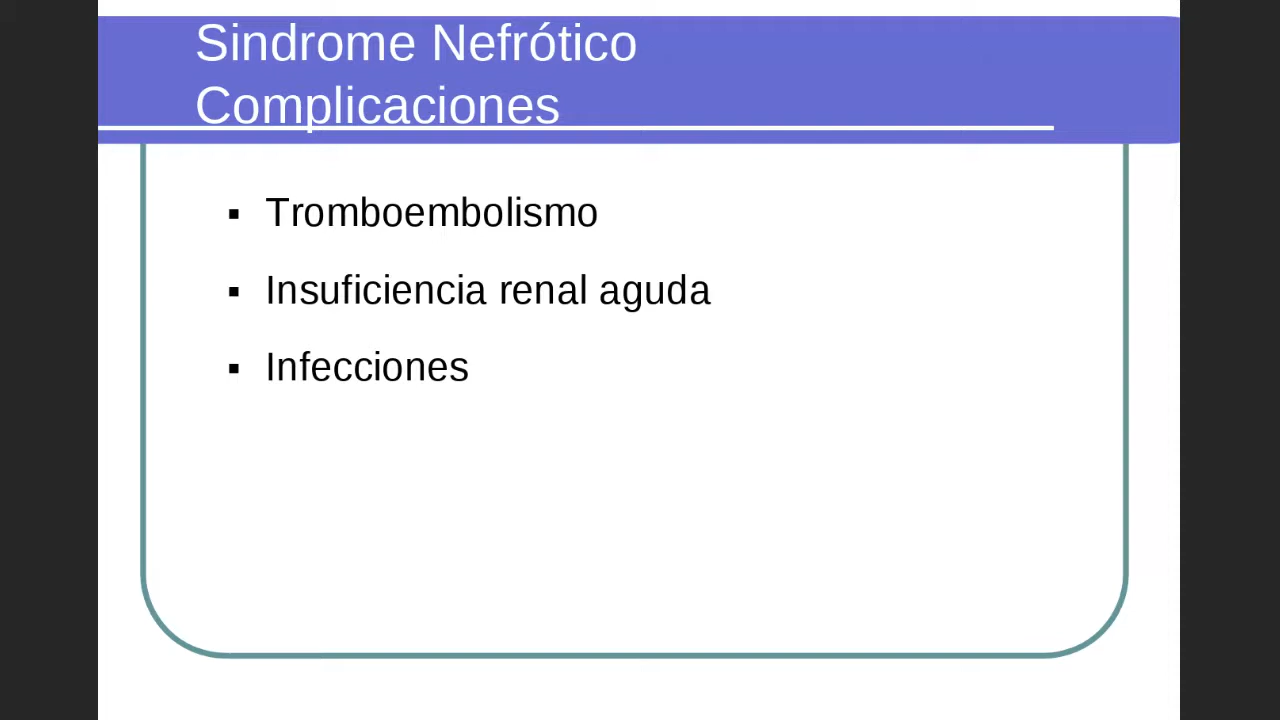 Sindrome Nefrótico
Complicaciones
▪ Tromboembolismo
▪ Insuficiencia renal aguda
▪ Infecciones